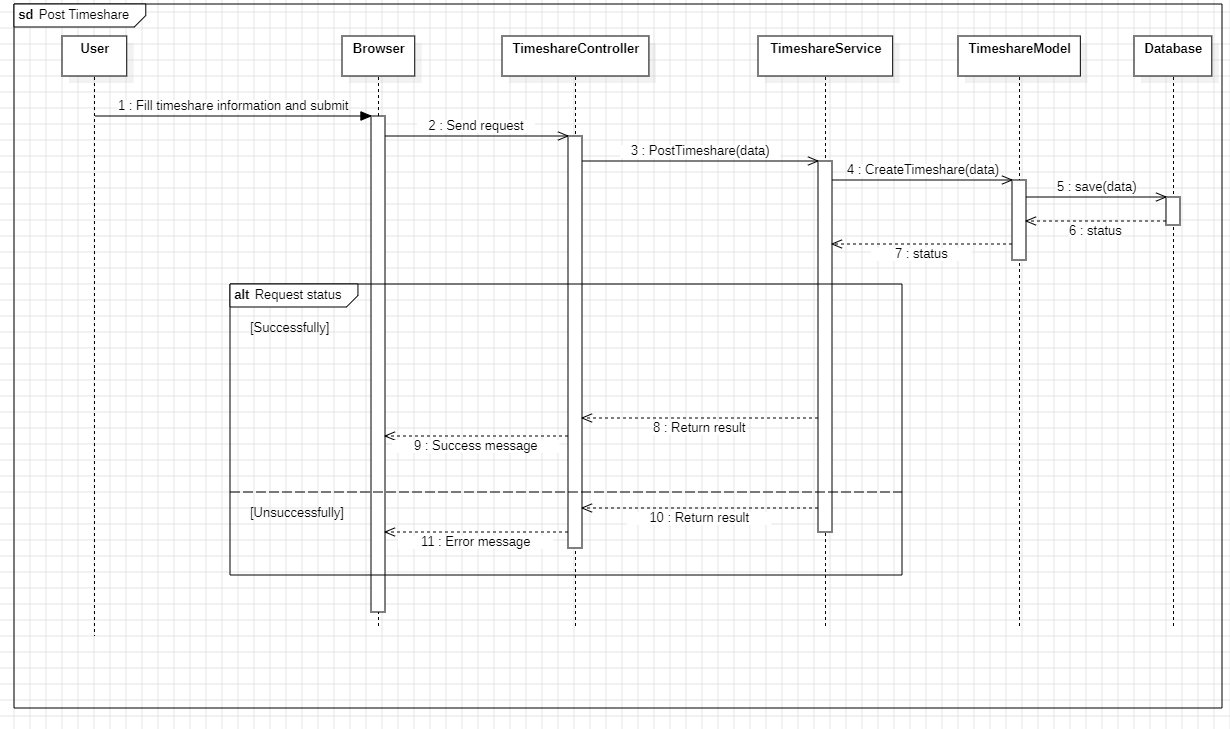 sd Post Timeshare
User
Browser
TimeshareController
TimeshareService
TimeshareModel
Database
1 : Fill timeshare information and submit
2 : Send request
3 : PostTimeshare(data)
4 : CreateTimeshare(data)
5 : save(data)
6 : status
7 : status
alt Request status
[Successfully]
8 : Return result
9 : Success message
[Unsuccessfully]
10 : Return result
11 : Error message